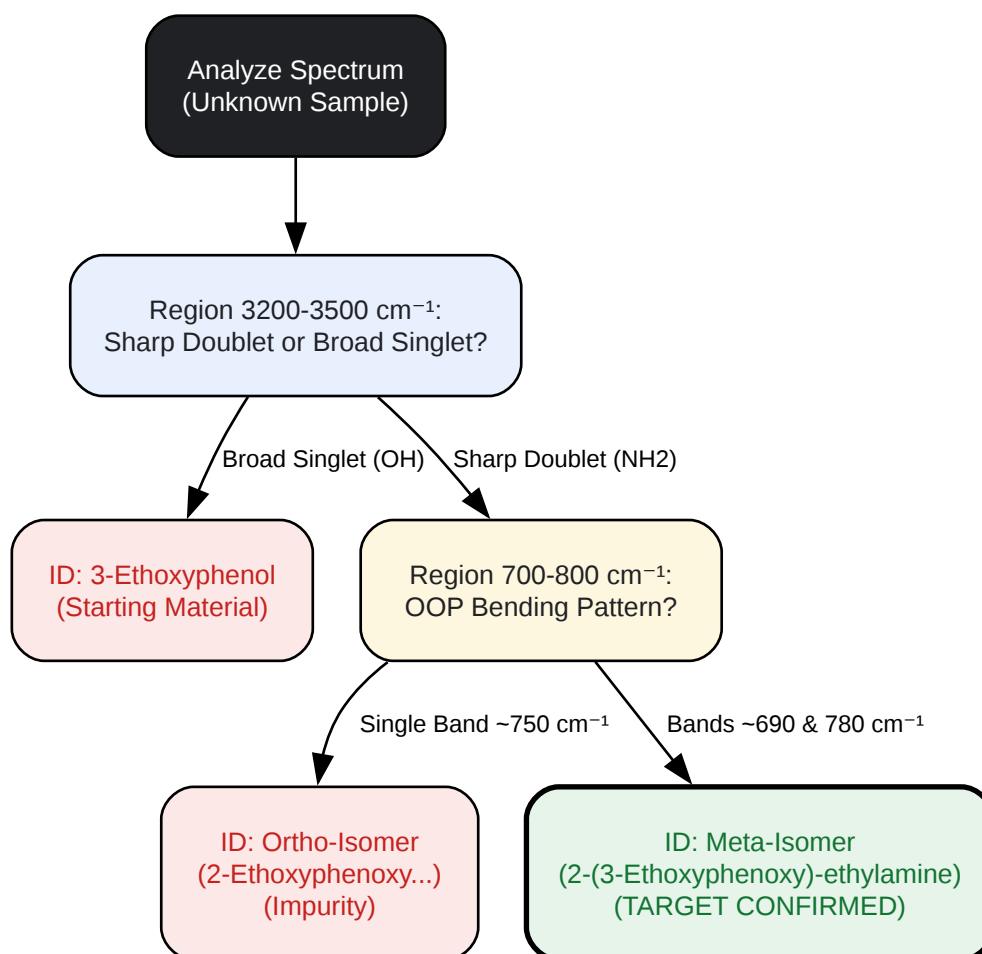 Analyze Spectrum
(Unknown Sample)
Region 3200-3500 cm⁻¹:
Sharp Doublet or Broad Singlet?
Broad Singlet (OH)
Sharp Doublet (NH2)
ID: 3-Ethoxyphenol
(Starting Material)
Region 700-800 cm⁻¹:
OOP Bending Pattern?
Single Band ~750 cm⁻¹
Bands ~690 & 780 cm⁻¹
ID: Ortho-Isomer
(2-Ethoxyphenoxy...)
(Impurity)
ID: Meta-Isomer
(2-(3-Ethoxyphenoxy)-ethylamine)
(TARGET CONFIRMED)